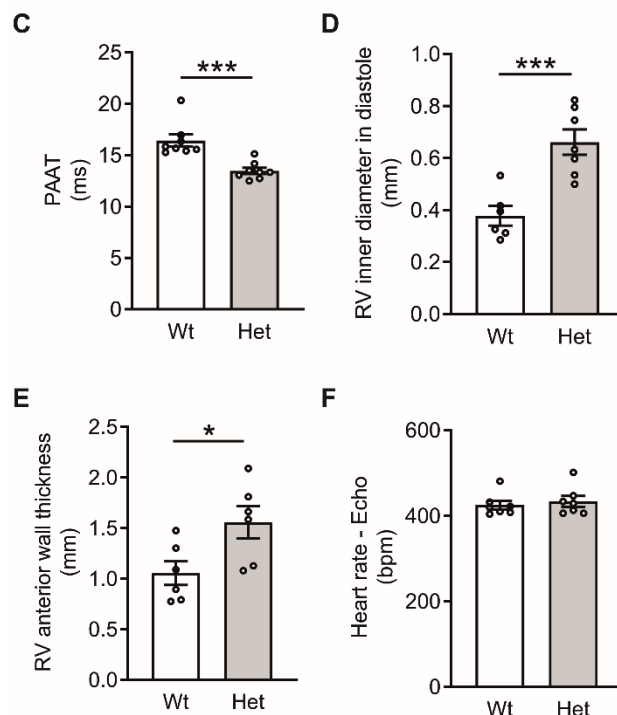 C
***
25
20
15
10
5
0
PAAT
(ms)
Wt Het
D
***
1.0
0.8
0.6
0.4
0.2
0.0
RV inner diameter in diastole
(mm)
Wt Het
E
*
2.5
2.0
1.5
1.0
0.5
0.0
RV anterior wall thickness
(mm)
Wt Het
F
600
400
200
0
Heart rate - Echo
(bpm)
Wt Het